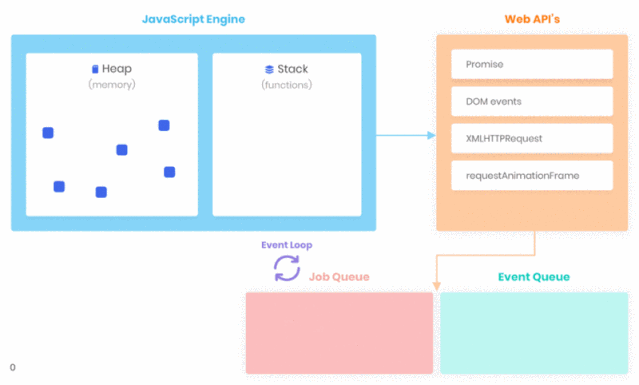 JavaScript Engine
Web API's
Heap
(memory)
Stack
(functions)
Promise
DOM events
XMLHTTPRequest
requestAnimationFrame
Event Loop
Job Queue
Event Queue
0